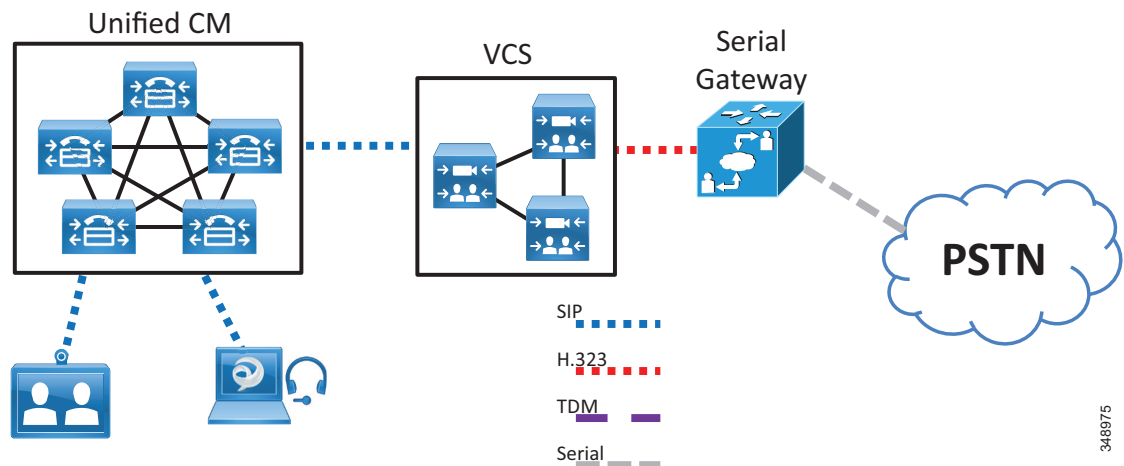 Unified CM
VCS
Serial
Gateway
PSTN
SIP
H.323
TDM
Serial
348975